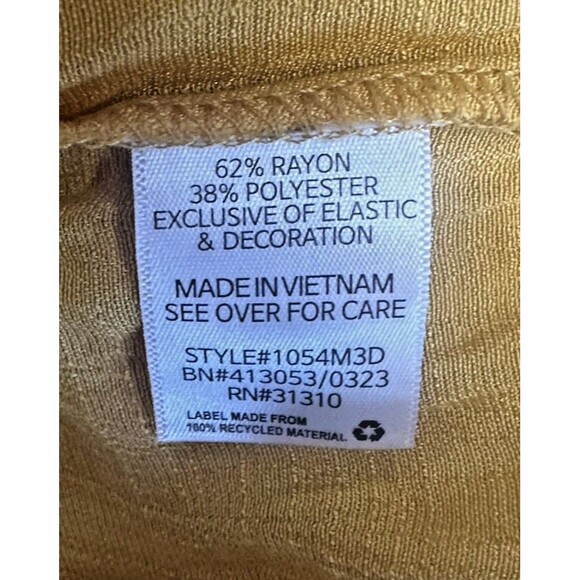 62% RAYON
38% POLYESTER
EXCLUSIVE OF ELASTIC
& DECORATION
MADE IN VIETNAM
SEE OVER FOR CARE
STYLE#1054M3D
BN#413053/0323
RN#31310
LABEL MADE FROM
100% RECYCLED MATERIAL